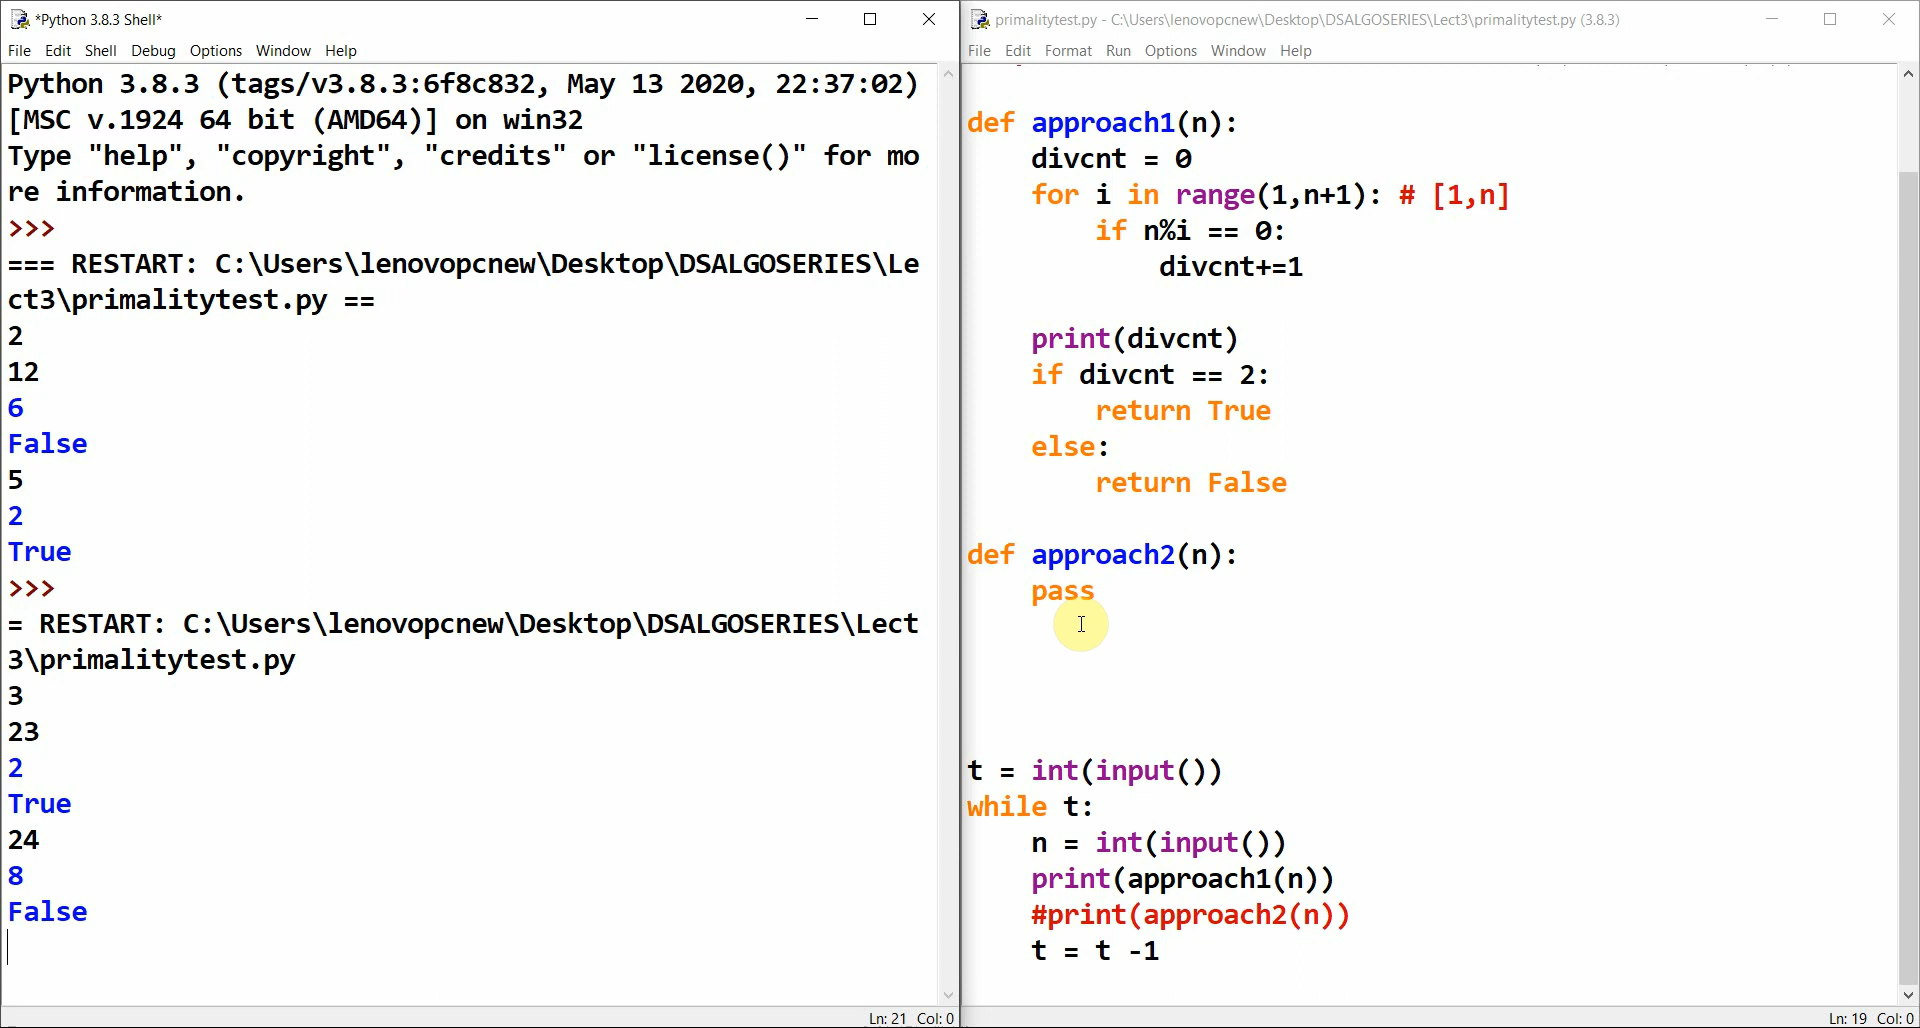 *Python 3.8.3 Shell*
File Edit Shell Debug Options Window Help
Python 3.8.3 (tags/v3.8.3:6f8c832, May 13 2020, 22:37:02)
[MSC v.1924 64 bit (AMD64)] on win32
Type "help", "copyright", "credits" or "license()" for mo
re information.
>>>
=== RESTART: C:\Users\lenovopcnew\Desktop\DSALGOSERIES\Le
ct3\primalitytest.py ==
2
12
6
False
5
2
True
>>>
= RESTART: C:\Users\lenovopcnew\Desktop\DSALGOSERIES\Lect
3\primalitytest.py
3
23
2
True
24
8
False
Ln: 21 Col: 0
primalitytest.py - C:\Users\lenovopcnew\Desktop\DSALGOSERIES\Lect3\primalitytest.py (3.8.3)
File Edit Format Run Options Window Help
def approach1(n):
    divcnt = 0
    for i in range(1,n+1): # [1,n]
        if n%i == 0:
            divcnt+=1
    print(divcnt)
    if divcnt == 2:
        return True
    else:
        return False
def approach2(n):
    pass
t = int(input())
while t:
    n = int(input())
    print(approach1(n))
    #print(approach2(n))
    t = t -1
Ln: 19 Col: 0